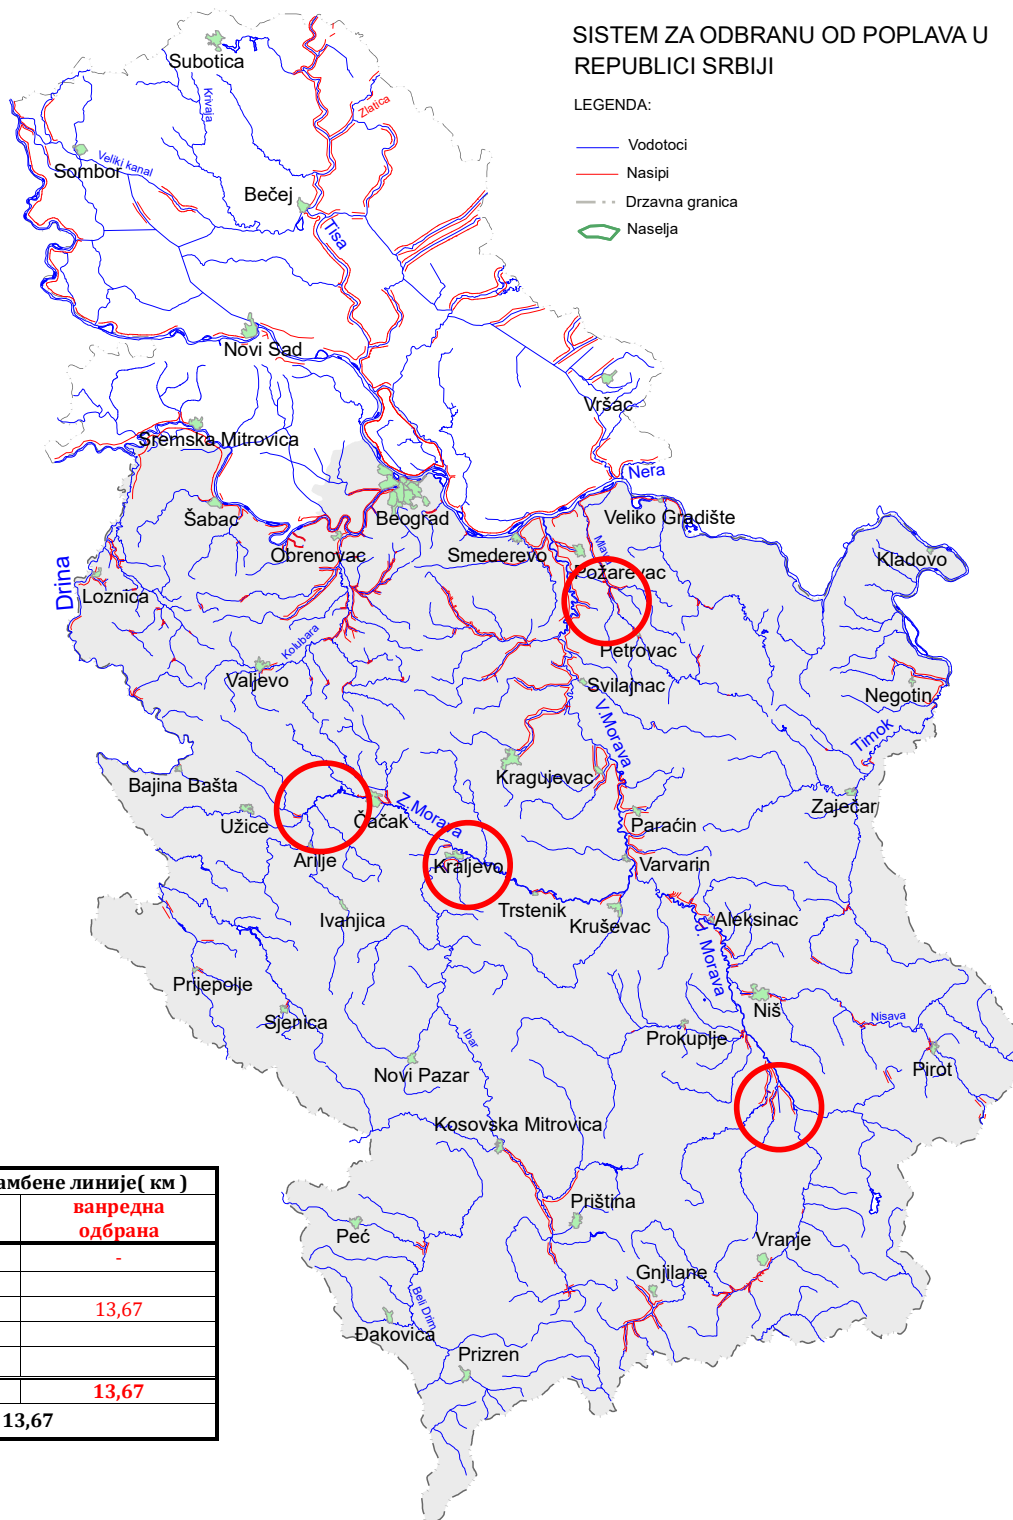 SISTEM ZA ODBRANU OD POPLAVA U
REPUBLICI SRBIJI
LEGENDA:
Vodotoci
Nasipi
Drzavna granica
Naselja
Subotica
Krivaja
Zlatica
Sombor
Veliki kanal
Bečej
Tisa
Novi Sad
Vršac
Sremska Mitrovica
Nera
Šabac
Beograd
Veliko Gradište
Obrenovac
Smederevo
Kladovo
Drina
Loznica
Požarevac
Kolubara
Petrovac
Valjevo
Svilajnac
Negotin
V.Morava
Timok
Bajina Bašta
Kragujevac
Zaječar
Užice
Čačak
Z.Morava
Paraćin
Arilje
Kraljevo
Varvarin
Ivanjica
Trstenik
Kruševac
Aleksinac
J. Morava
Prijepolje
Sjenica
Niš
Nisava
Ibar
Prokuplje
Novi Pazar
Pirot
Kosovska Mitrovica
Priština
Peć
Vranje
Gnjilane
Beli Drim
Đakovica
Prizren
амбене линије( км )
ванредна
одбрана
-
13,67
13,67
13,67